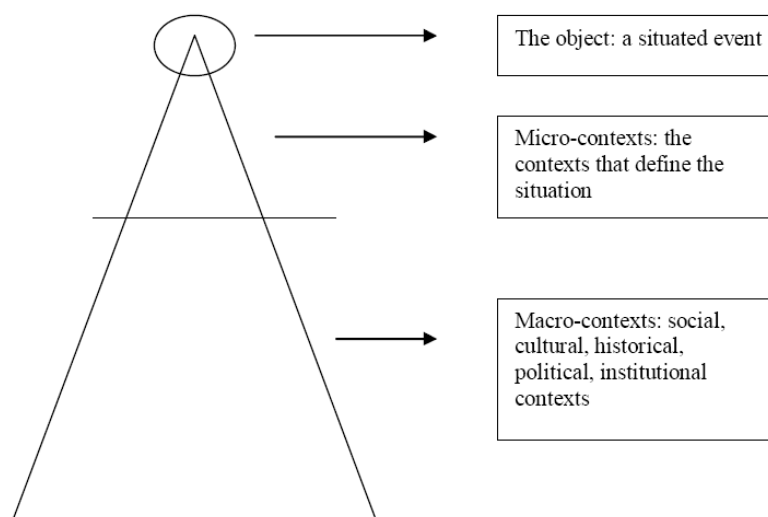 The object: a situated event
Micro-contexts: the
contexts that define the
situation
Macro-contexts: social,
cultural, historical,
political, institutional
contexts